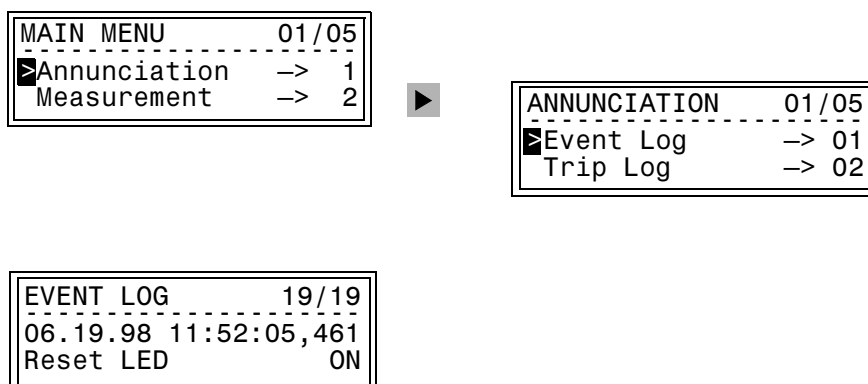 MAIN MENU 01/05
>Annunciation —> 1
Measurement —> 2
ANNUNCIATION 01/05
>Event Log —> 01
Trip Log —> 02
EVENT LOG 19/19
06.19.98 11:52:05,461
Reset LED ON